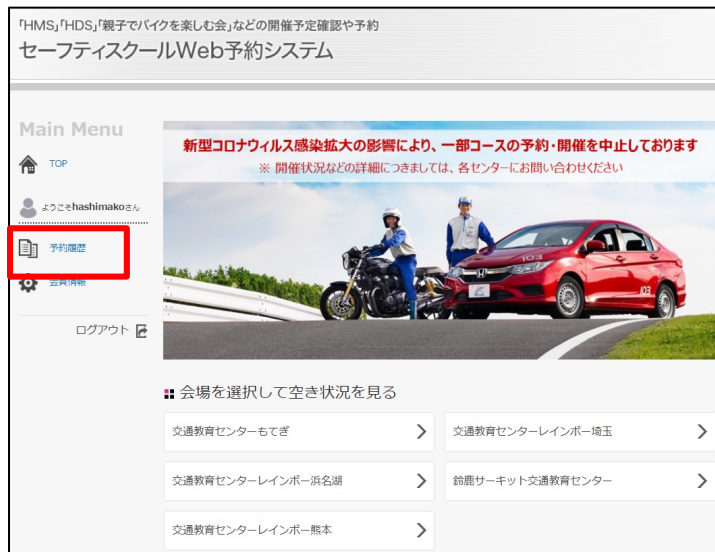 「HMS」「HDS」「親子でバイクを楽しむ会」などの開催予定確認や予約
セーフティスクールWeb予約システム
Main Menu
TOP
ようこそhashimakoさん
予約履歴
会員情報
ログアウト
新型コロナウィルス感染拡大の影響により、一部コースの予約・開催を中止しております
※ 開催状況などの詳細につきましては、各センターにお問い合わせください
103
103
会場を選択して空き状況を見る
交通教育センターもてぎ
交通教育センターレインボー埼玉
交通教育センターレインボー浜名湖
鈴鹿サーキット交通教育センター
交通教育センターレインボー熊本